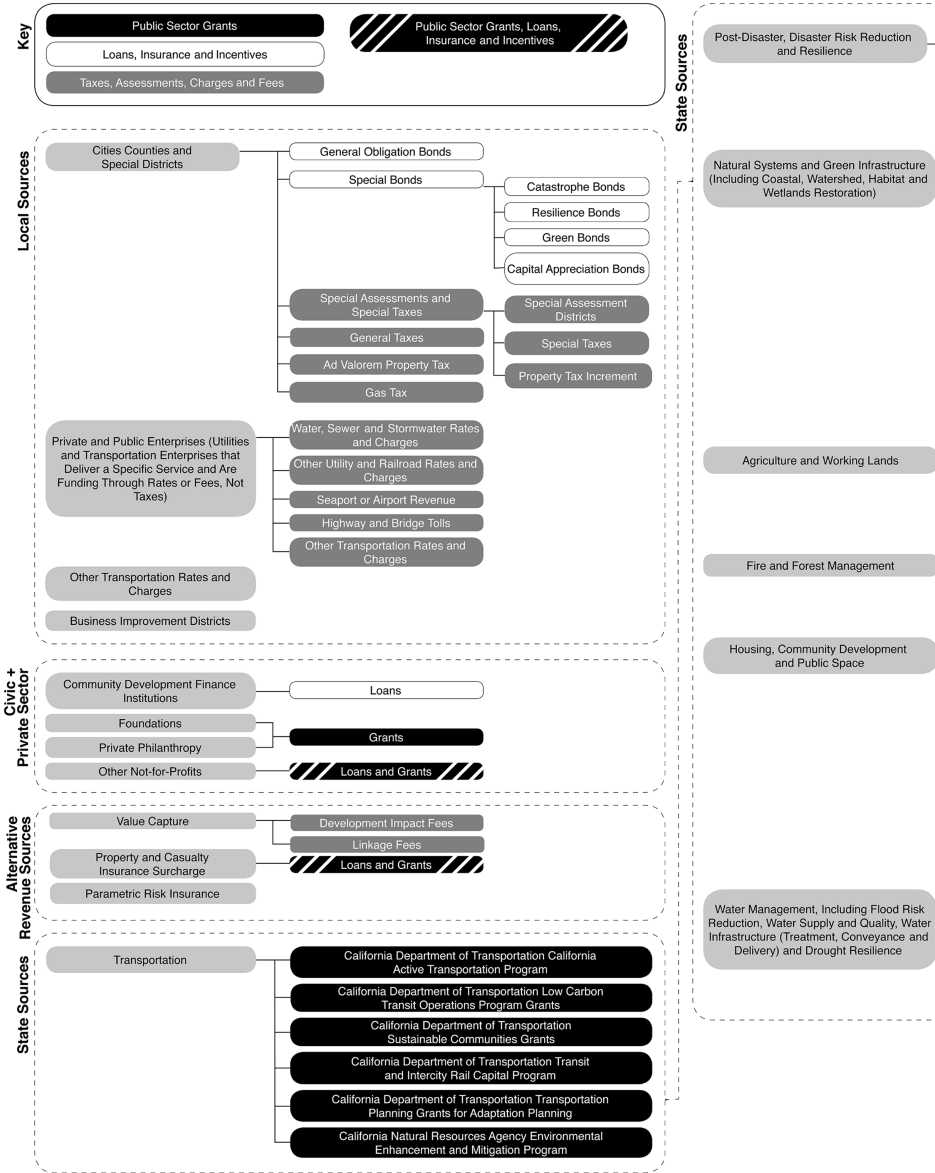 Key
Public Sector Grants
Loans, Insurance and Incentives
Taxes, Assessments, Charges and Fees
Public Sector Grants, Loans,
Insurance and Incentives
Local Sources
Cities Counties and
Special Districts
General Obligation Bonds
Special Bonds
Catastrophe Bonds
Resilience Bonds
Green Bonds
Capital Appreciation Bonds
Special Assessments and
Special Taxes
Special Assessment
Districts
General Taxes
Special Taxes
Ad Valorem Property Tax
Property Tax Increment
Gas Tax
Private and Public Enterprises (Utilities
and Transportation Enterprises that
Deliver a Specific Service and Are
Funding Through Rates or Fees, Not
Taxes)
Water, Sewer and Stormwater Rates
and Charges
Other Utility and Railroad Rates and
Charges
Seaport or Airport Revenue
Highway and Bridge Tolls
Other Transportation Rates and
Charges
Other Transportation Rates and
Charges
Business Improvement Districts
Civic +
Private Sector
Community Development Finance
Institutions
Loans
Foundations
Private Philanthropy
Grants
Other Not-for-Profits
Loans and Grants
Alternative
Revenue Sources
Value Capture
Development Impact Fees
Linkage Fees
Property and Casualty
Insurance Surcharge
Loans and Grants
Parametric Risk Insurance
State Sources
Transportation
California Department of Transportation California
Active Transportation Program
California Department of Transportation Low Carbon
Transit Operations Program Grants
California Department of Transportation
Sustainable Communities Grants
California Department of Transportation Transit
and Intercity Rail Capital Program
California Department of Transportation Transportation
Planning Grants for Adaptation Planning
California Natural Resources Agency Environmental
Enhancement and Mitigation Program
State Sources
Post-Disaster, Disaster Risk Reduction
and Resilience
Natural Systems and Green Infrastructure
(Including Coastal, Watershed, Habitat and
Wetlands Restoration)
Agriculture and Working Lands
Fire and Forest Management
Housing, Community Development
and Public Space
Water Management, Including Flood Risk
Reduction, Water Supply and Quality, Water
Infrastructure (Treatment, Conveyance and
Delivery) and Drought Resilience